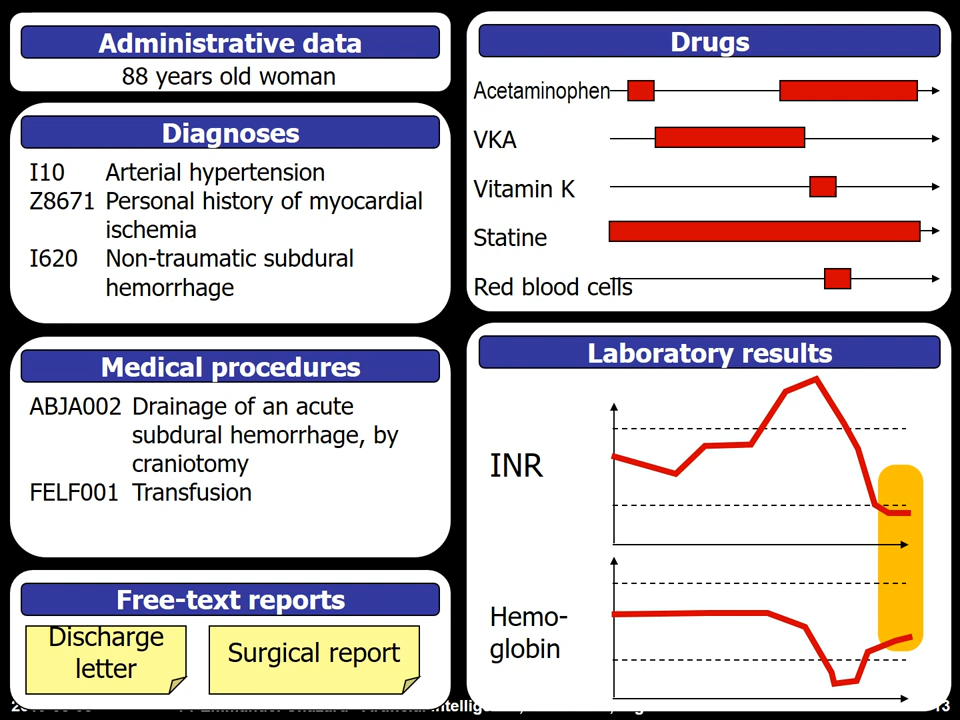 Administrative data
88 years old woman
Diagnoses
I10 Arterial hypertension
Z8671 Personal history of myocardial
ischemia
I620 Non-traumatic subdural
hemorrhage
Medical procedures
ABJA002 Drainage of an acute
subdural hemorrhage, by
craniotomy
FELF001 Transfusion
Free-text reports
Discharge
letter
Surgical report
Drugs
Acetaminophen
VKA
Vitamin K
Statine
Red blood cells
Laboratory results
INR
Hemo-
globin
13